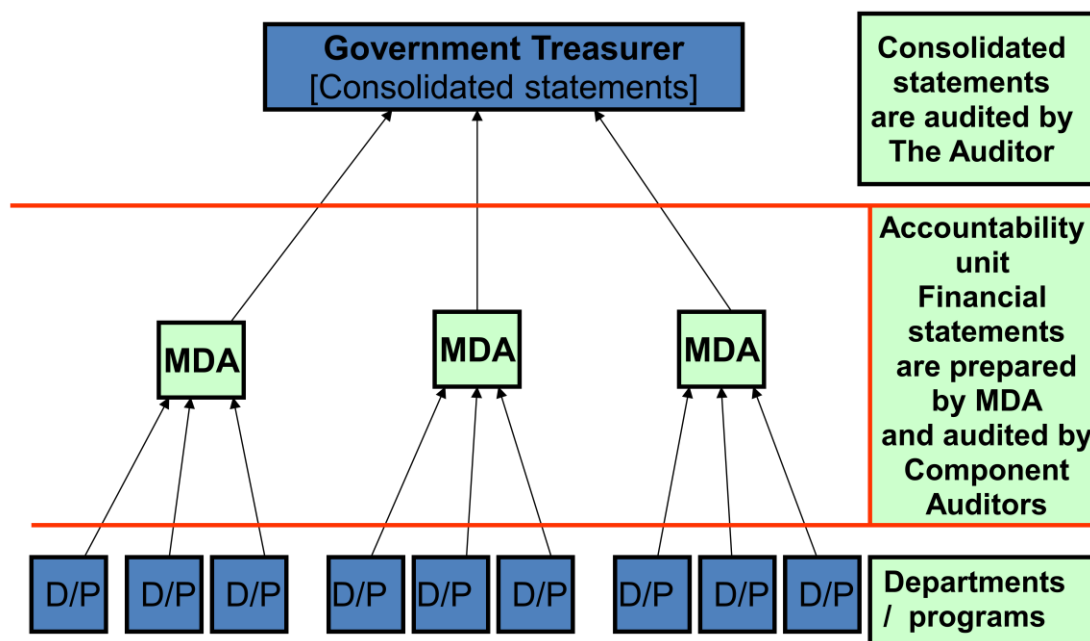 Government Treasurer
[Consolidated statements]
Consolidated
statements
are audited by
The Auditor
Accountability
unit
Financial
statements
are prepared
by MDA
and audited by
Component
Auditors
MDA
MDA
MDA
D/P
D/P
D/P
D/P
D/P
D/P
D/P
D/P
D/P
Departments
/ programs